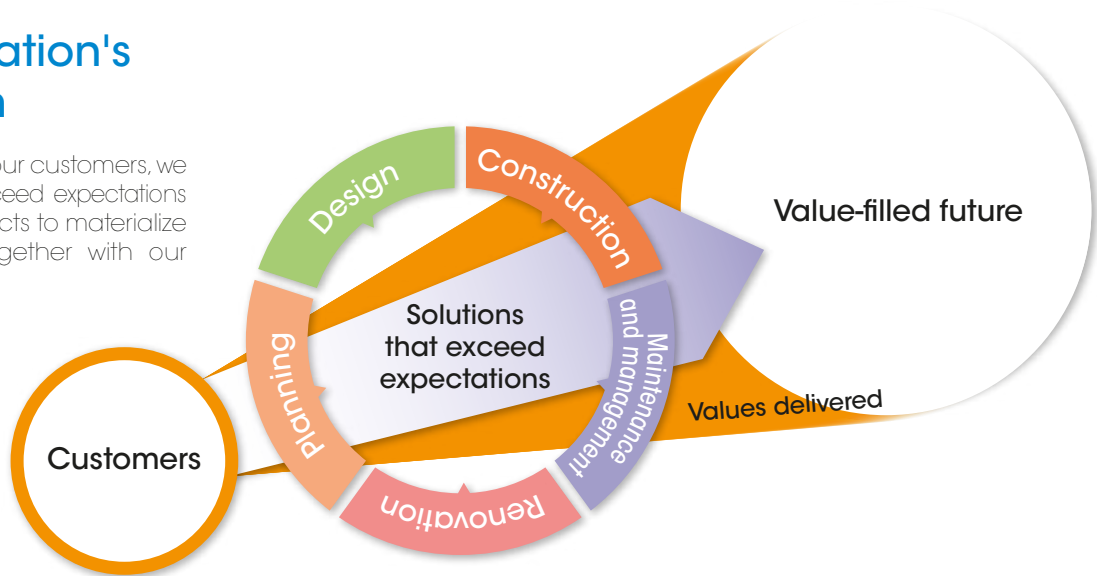 ation's
our customers, we
ceed expectations
cts to materialize
gether with our
Design
Construction
Value-filled future
Planning
Solutions
that exceed
expectations
Maintenance
and management
Values delivered
Customers
Renovation